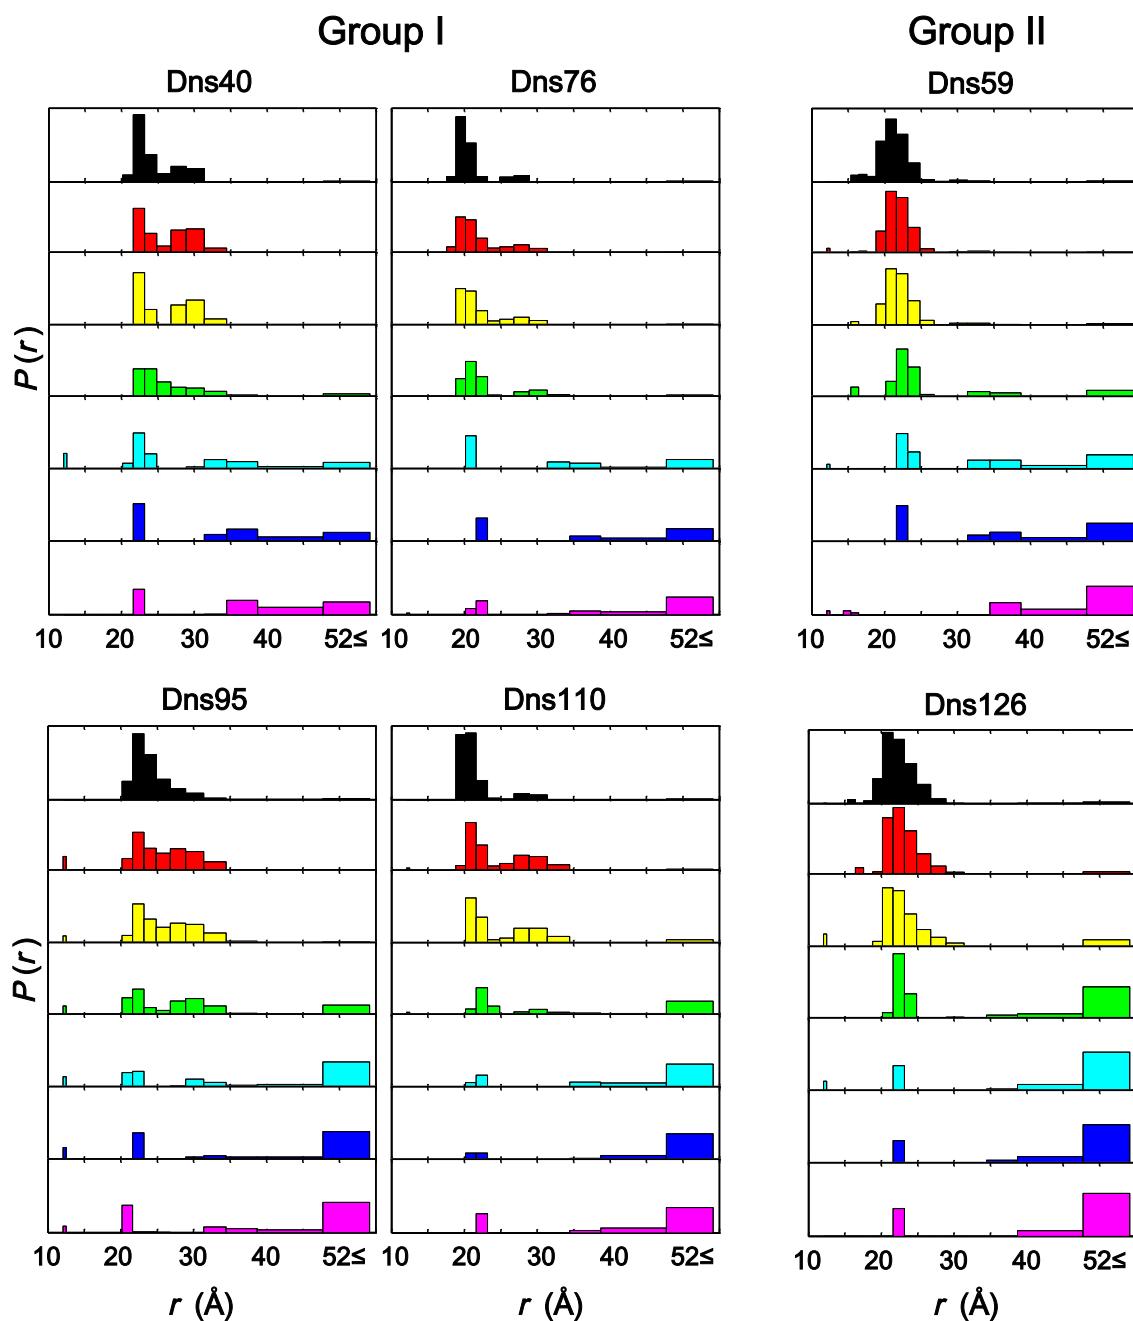 Group I Group II
Dns40 Dns76 Dns59
P(r)
10 20 30 40 52≤ 10 20 30 40 52≤ 10 20 30 40 52≤
Dns95 Dns110 Dns126
P(r)
10 20 30 40 52≤ 10 20 30 40 52≤ 10 20 30 40 52≤
r (Å) r (Å) r (Å)